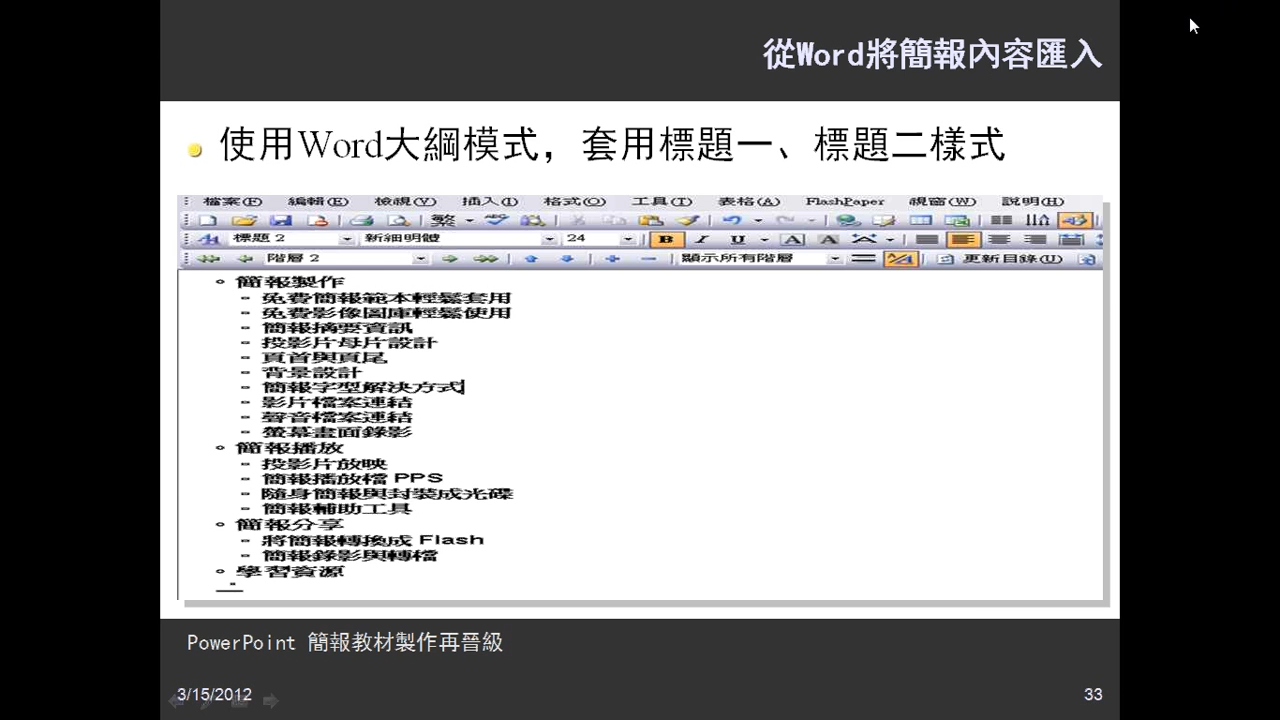 從Word將簡報內容匯入
使用Word大綱模式，套用標題一、標題二樣式
檔案(F) 編輯(E) 檢視(V) 插入(I) 格式(O) 工具(T) 表格(A) FlashPaper 視窗(W) 說明(H)
標題 2 新細明體 24 B I U A A
階層 2 顯示所有階層 更新目錄(U)
簡報製作
免費簡報範本輕鬆套用
免費影像圖庫輕鬆使用
簡報摘要資訊
投影片母片設計
頁首與頁尾
背景設計
簡報字型解決方式
影片檔案連結
聲音檔案連結
螢幕畫面錄影
簡報播放
投影片放映
簡報播放檔 PPS
隨身簡報與封裝成光碟
簡報輔助工具
簡報分享
將簡報轉換成 Flash
簡報錄影與轉檔
學習資源
PowerPoint 簡報教材製作再晉級
3/15/2012
33